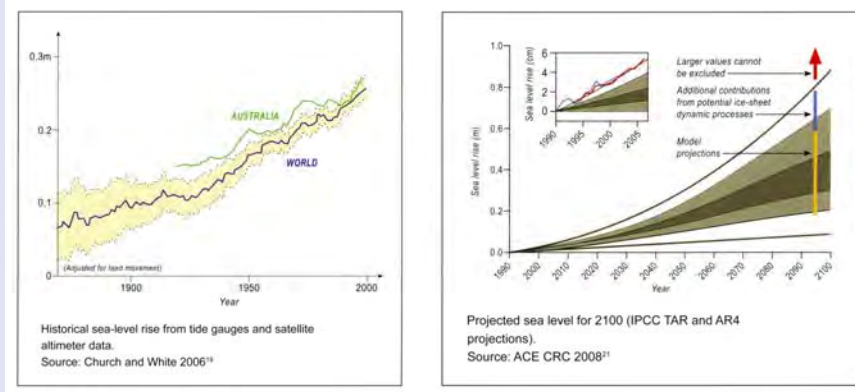 0.3m
0.2
0.1
0
AUSTRALIA
WORLD
(Adjusted for land movement)
1900
1950
2000
Year
Historical sea-level rise from tide gauges and satellite
altimeter data.
Source: Church and White 2006¹⁹
1.0
0.8
0.6
0.4
0.2
0.0
Sea level rise (m)
6
4
2
0
Sea level rise (cm)
1990
1995
2000
2005
Larger values cannot
be excluded
Additional contributions
from potential ice-sheet
dynamic processes
Model
projections
1990
2000
2010
2020
2030
2040
2050
2060
2070
2080
2090
2100
Year
Projected sea level for 2100 (IPCC TAR and AR4
projections).
Source: ACE CRC 2008²¹